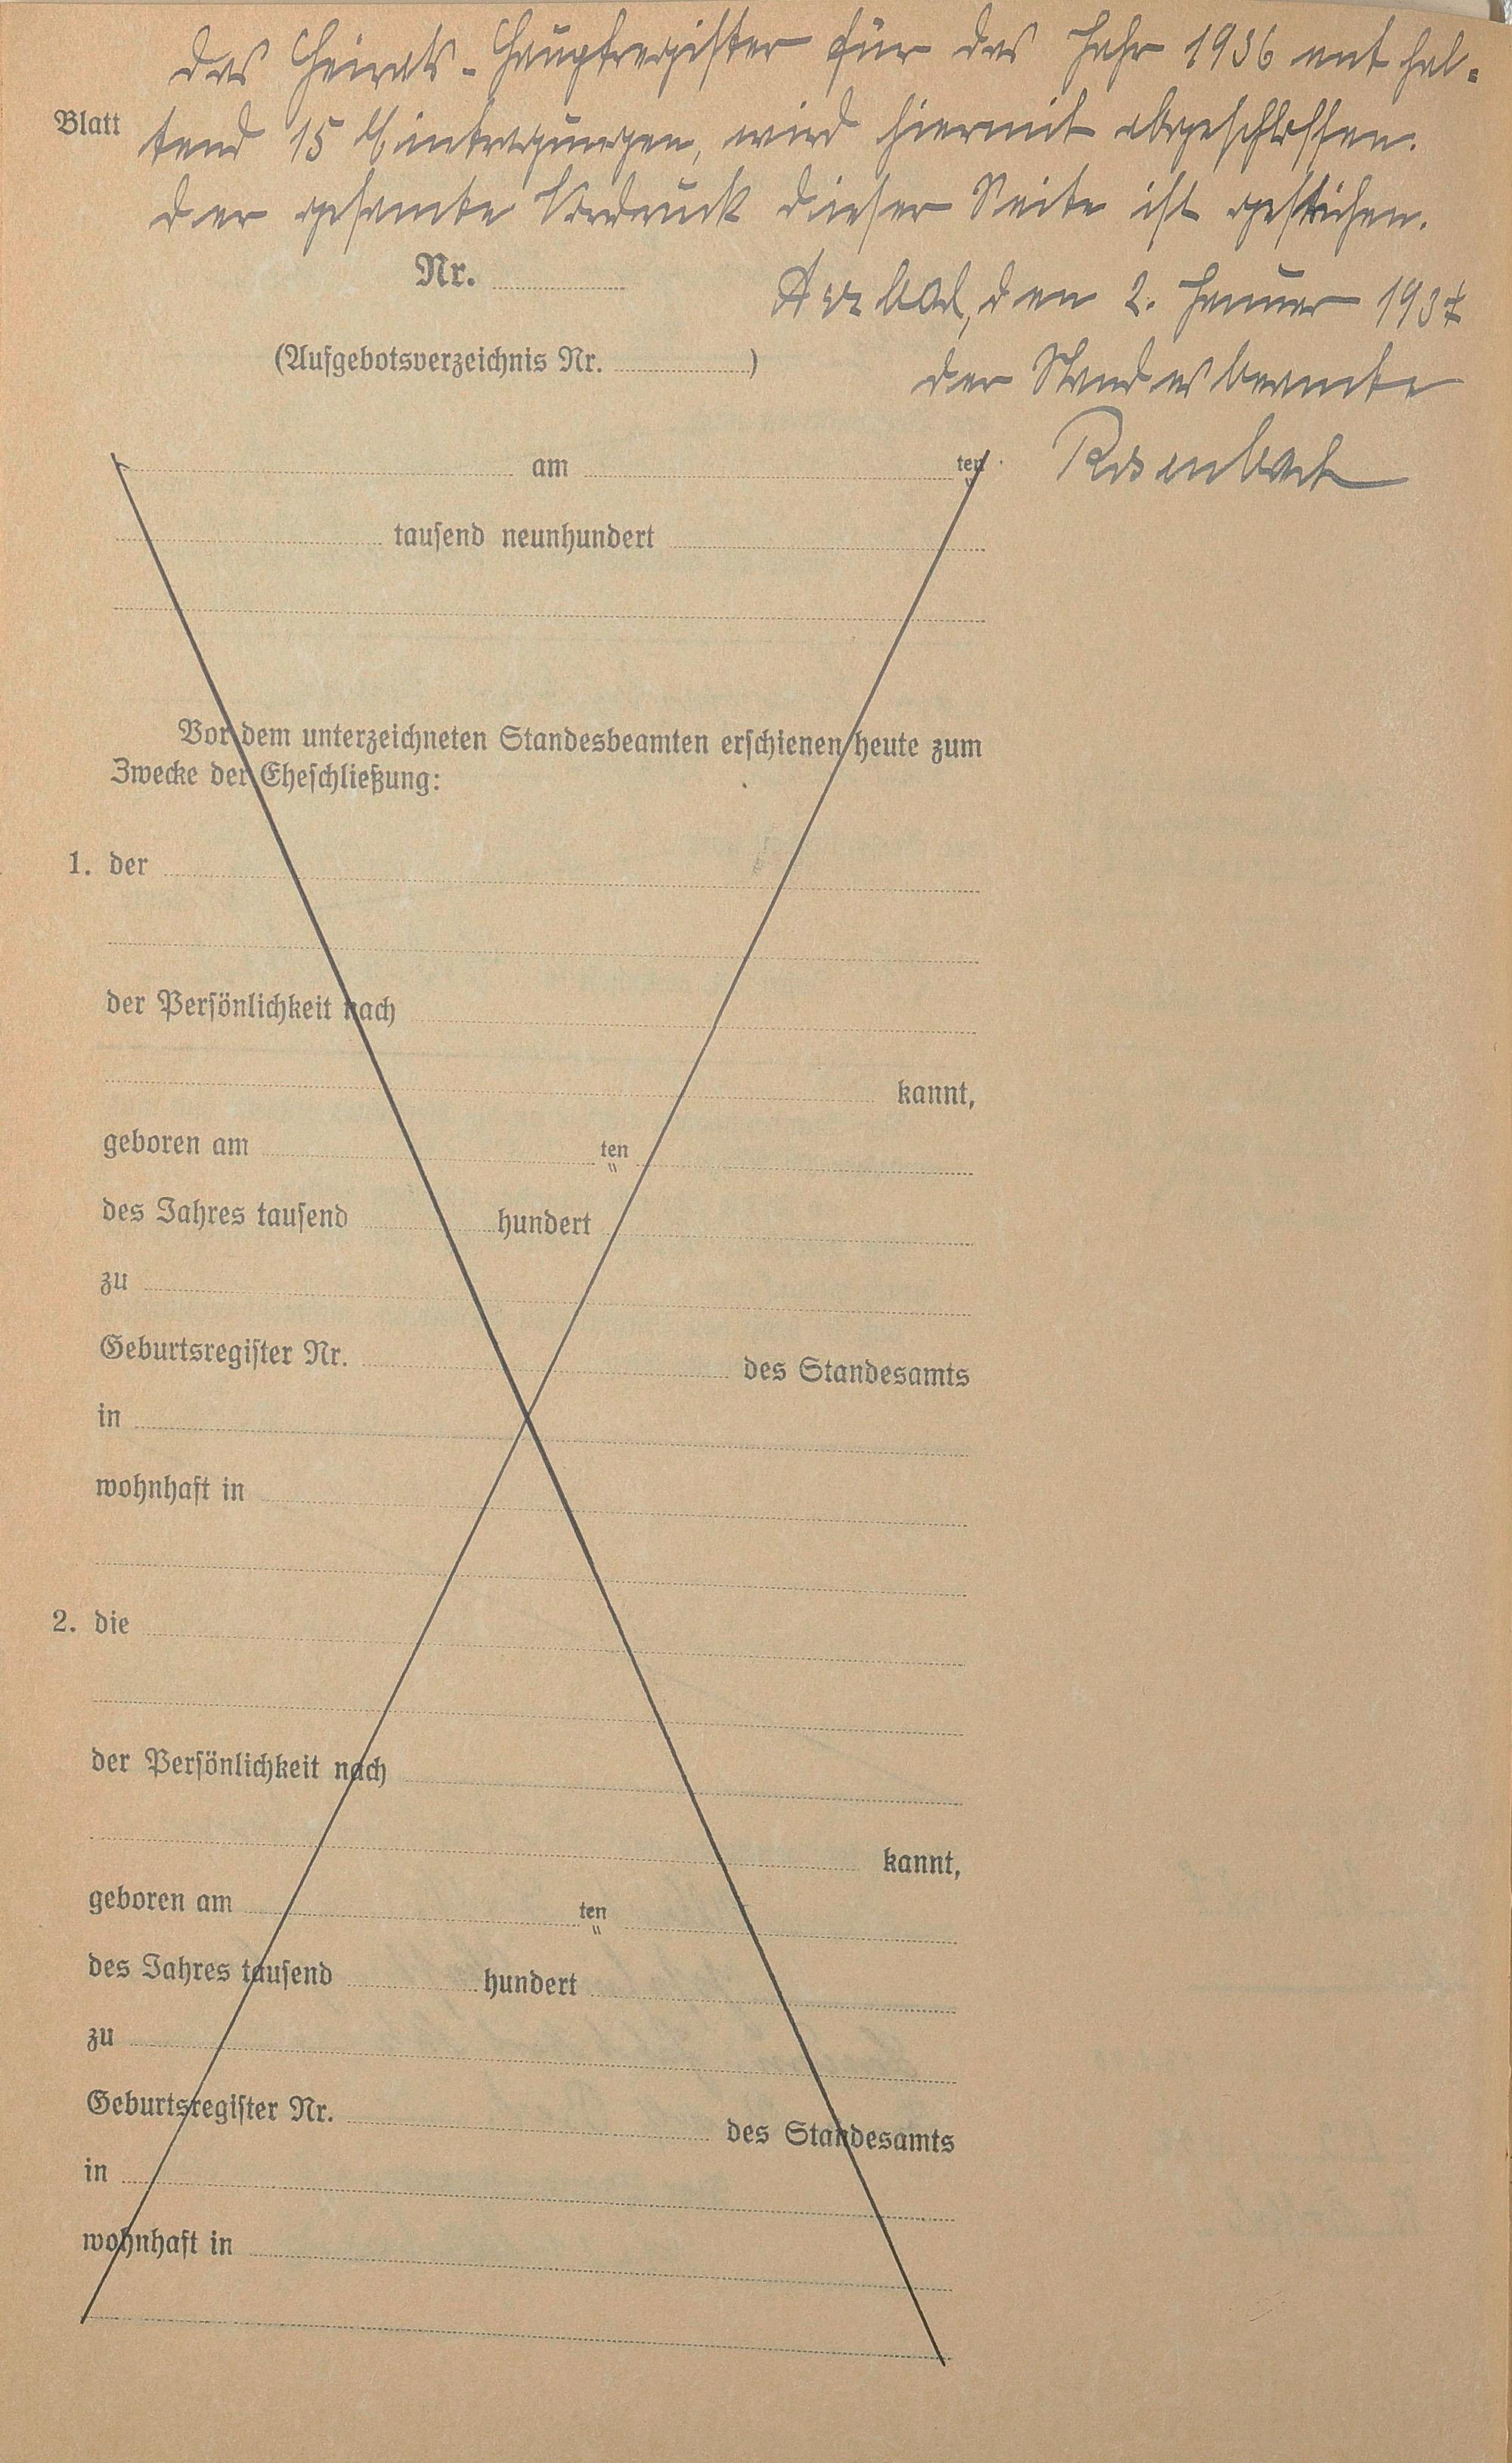 Das Heirats-Hauptregister für das Jahr 1936 enthal-
Blatt tend 15 Eintragungen, wird hiermit abgeschlossen.
Der gesamte Vordruck dieser Seite ist gestrichen.
Nr.
den 2. Januar 1937
(Aufgebotsverzeichnis Nr. )
Der Standesbeamte
am ten
tausend neunhundert
Vor dem unterzeichneten Standesbeamten erschienen heute zum
Zwecke der Eheschließung:
1. der
der Persönlichkeit nach
kannt,
geboren am ten
des Jahres tausend hundert
zu
Geburtsregister Nr. des Standesamts
in
wohnhaft in
2. die
der Persönlichkeit nach
kannt,
geboren am ten
des Jahres tausend hundert
zu
Geburtsregister Nr. des Standesamts
in
wohnhaft in